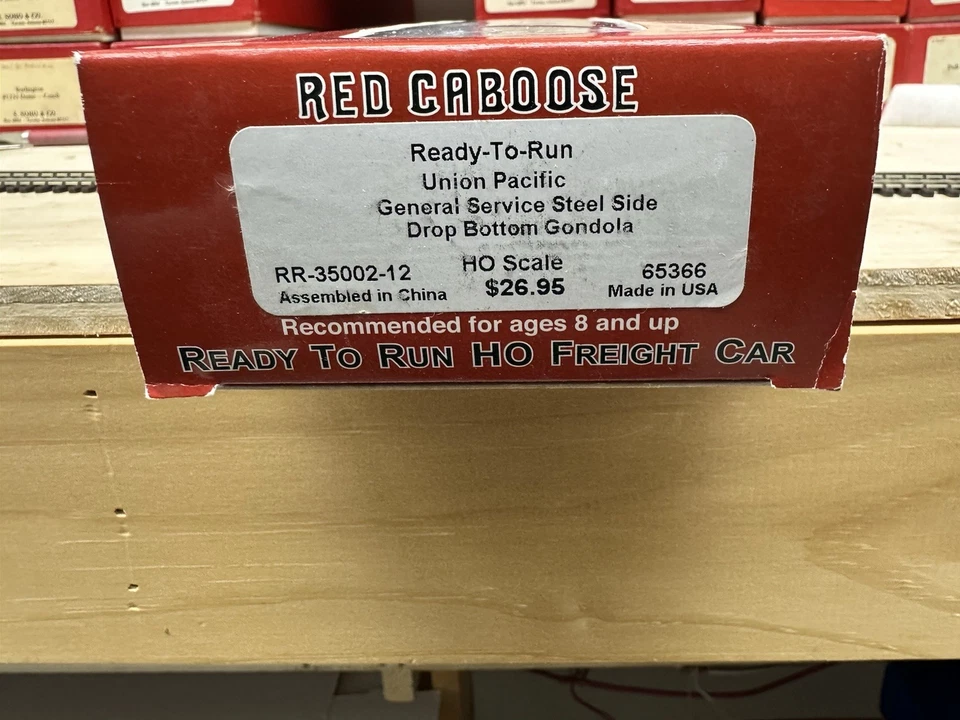 RED CABOOSE
Ready-To-Run
Union Pacific
General Service Steel Side
Drop Bottom Gondola
RR-35002-12 HO Scale 65366
Assembled in China $26.95 Made in USA
Recommended for ages 8 and up
READY TO RUN HO FREIGHT CAR